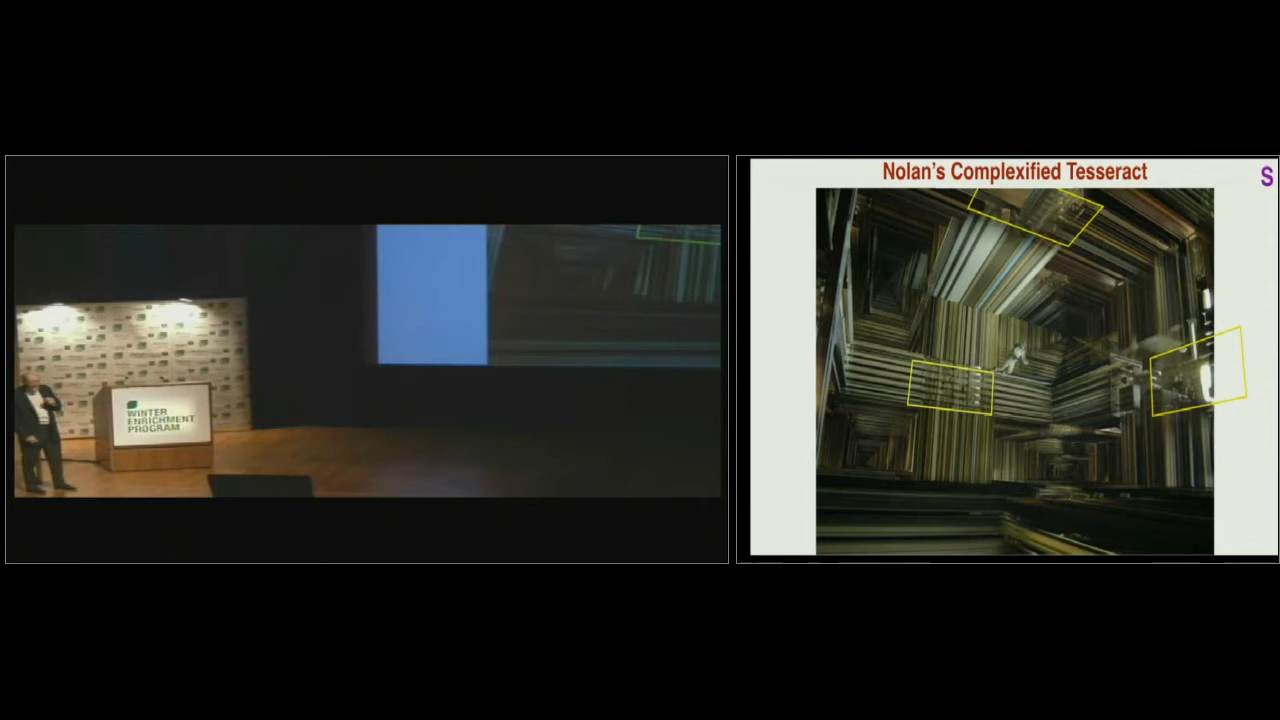 WINTER
ENRICHMENT
PROGRAM
Nolan's Complexified Tesseract
S